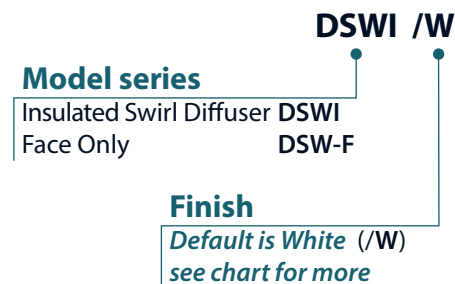 DSWI /W
Model series
Insulated Swirl Diffuser DSWI
Face Only DSW-F
Finish
Default is White (/W)
see chart for more